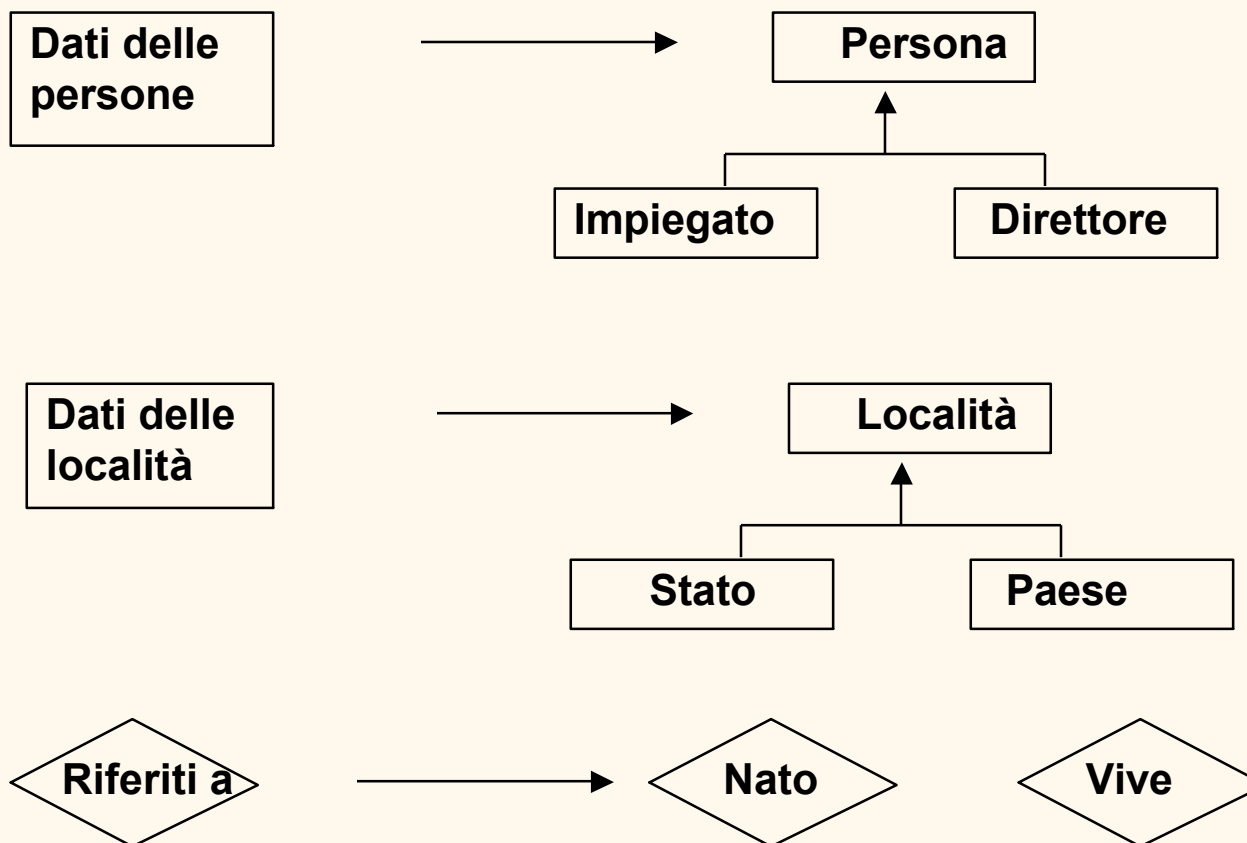 Dati delle
persone
Persona
Impiegato
Direttore
Dati delle
località
Località
Stato
Paese
Riferiti a
Nato
Vive